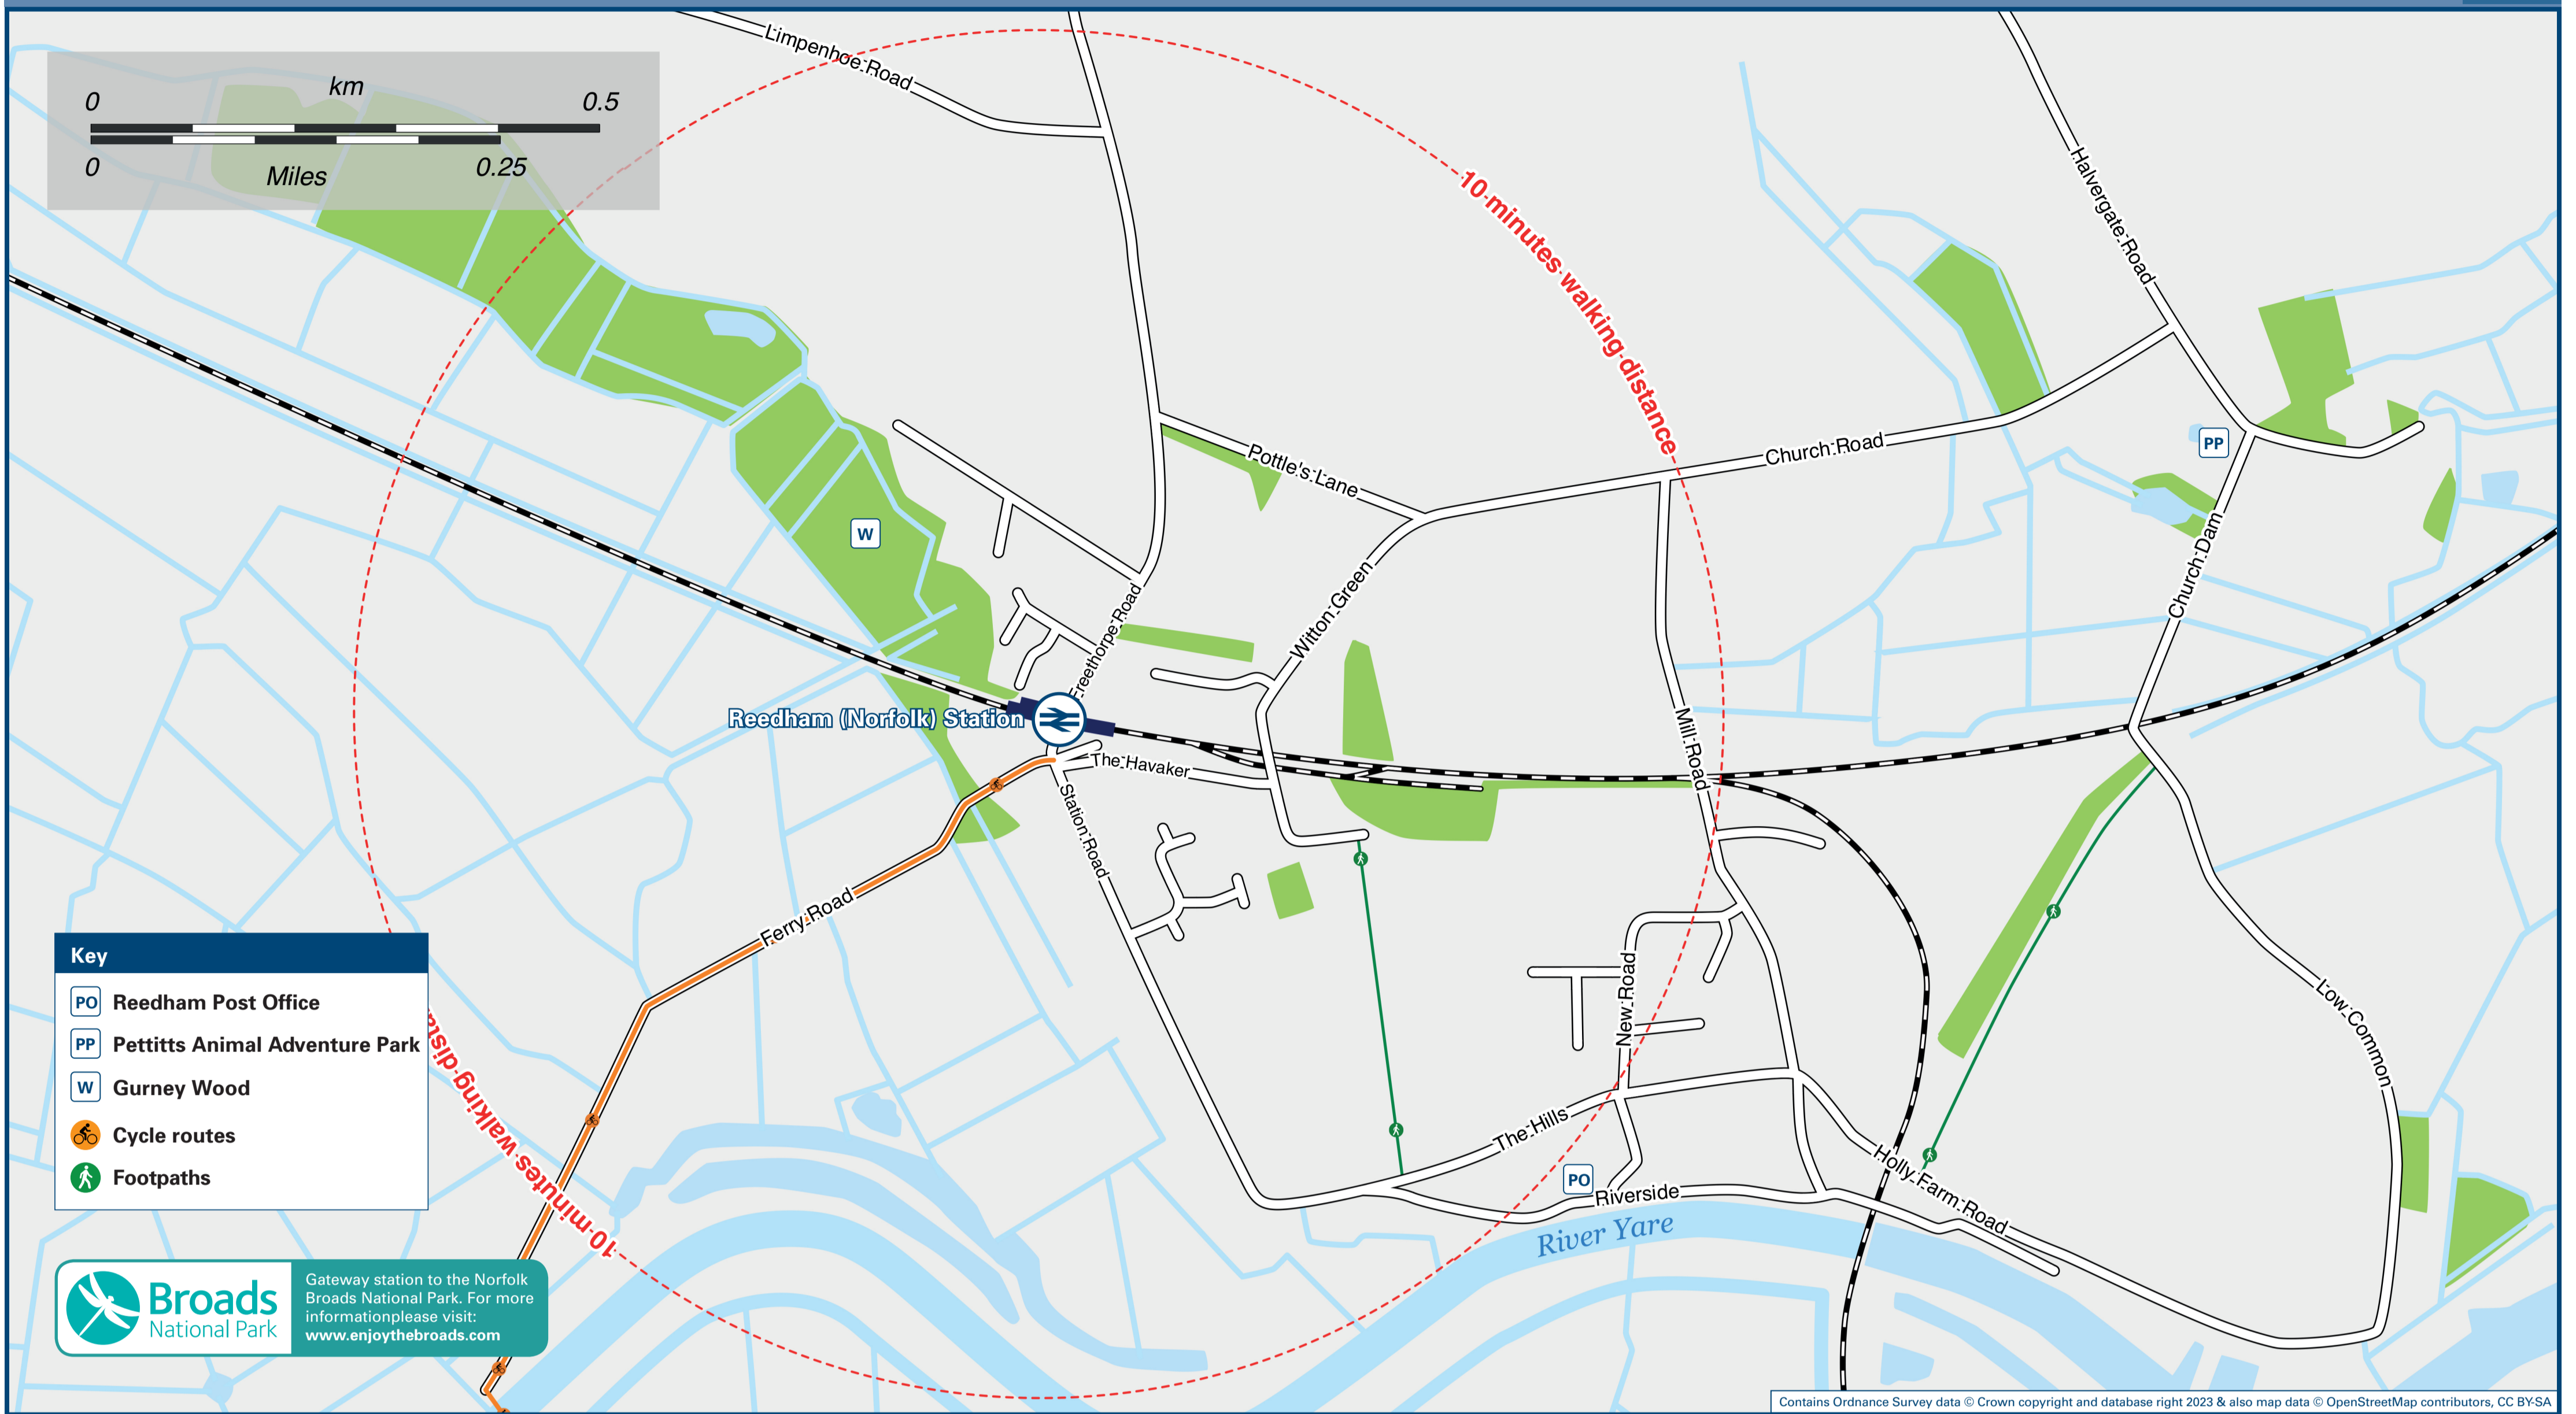 km
0 0.5
0 0.25
Miles
Limpenhoe Road
Halvergate Road
10 minutes walking distance
Pottle's Lane
Church Road
PP
W
Witton Green
Church Dam
Freethorpe Road
Reedham (Norfolk) Station
The Havaker
Mill Road
Station Road
Ferry Road
New Road
Low Common
The Hills
Holly Farm Road
PO
Riverside
River Yare
10 minutes walking dista
Key
PO Reedham Post Office
PP Pettitts Animal Adventure Park
W Gurney Wood
Cycle routes
Footpaths
Broads
National Park
Gateway station to the Norfolk
Broads National Park. For more
informationplease visit:
www.enjoythebroads.com
Contains Ordnance Survey data © Crown copyright and database right 2023 & also map data © OpenStreetMap contributors, CC BY-SA